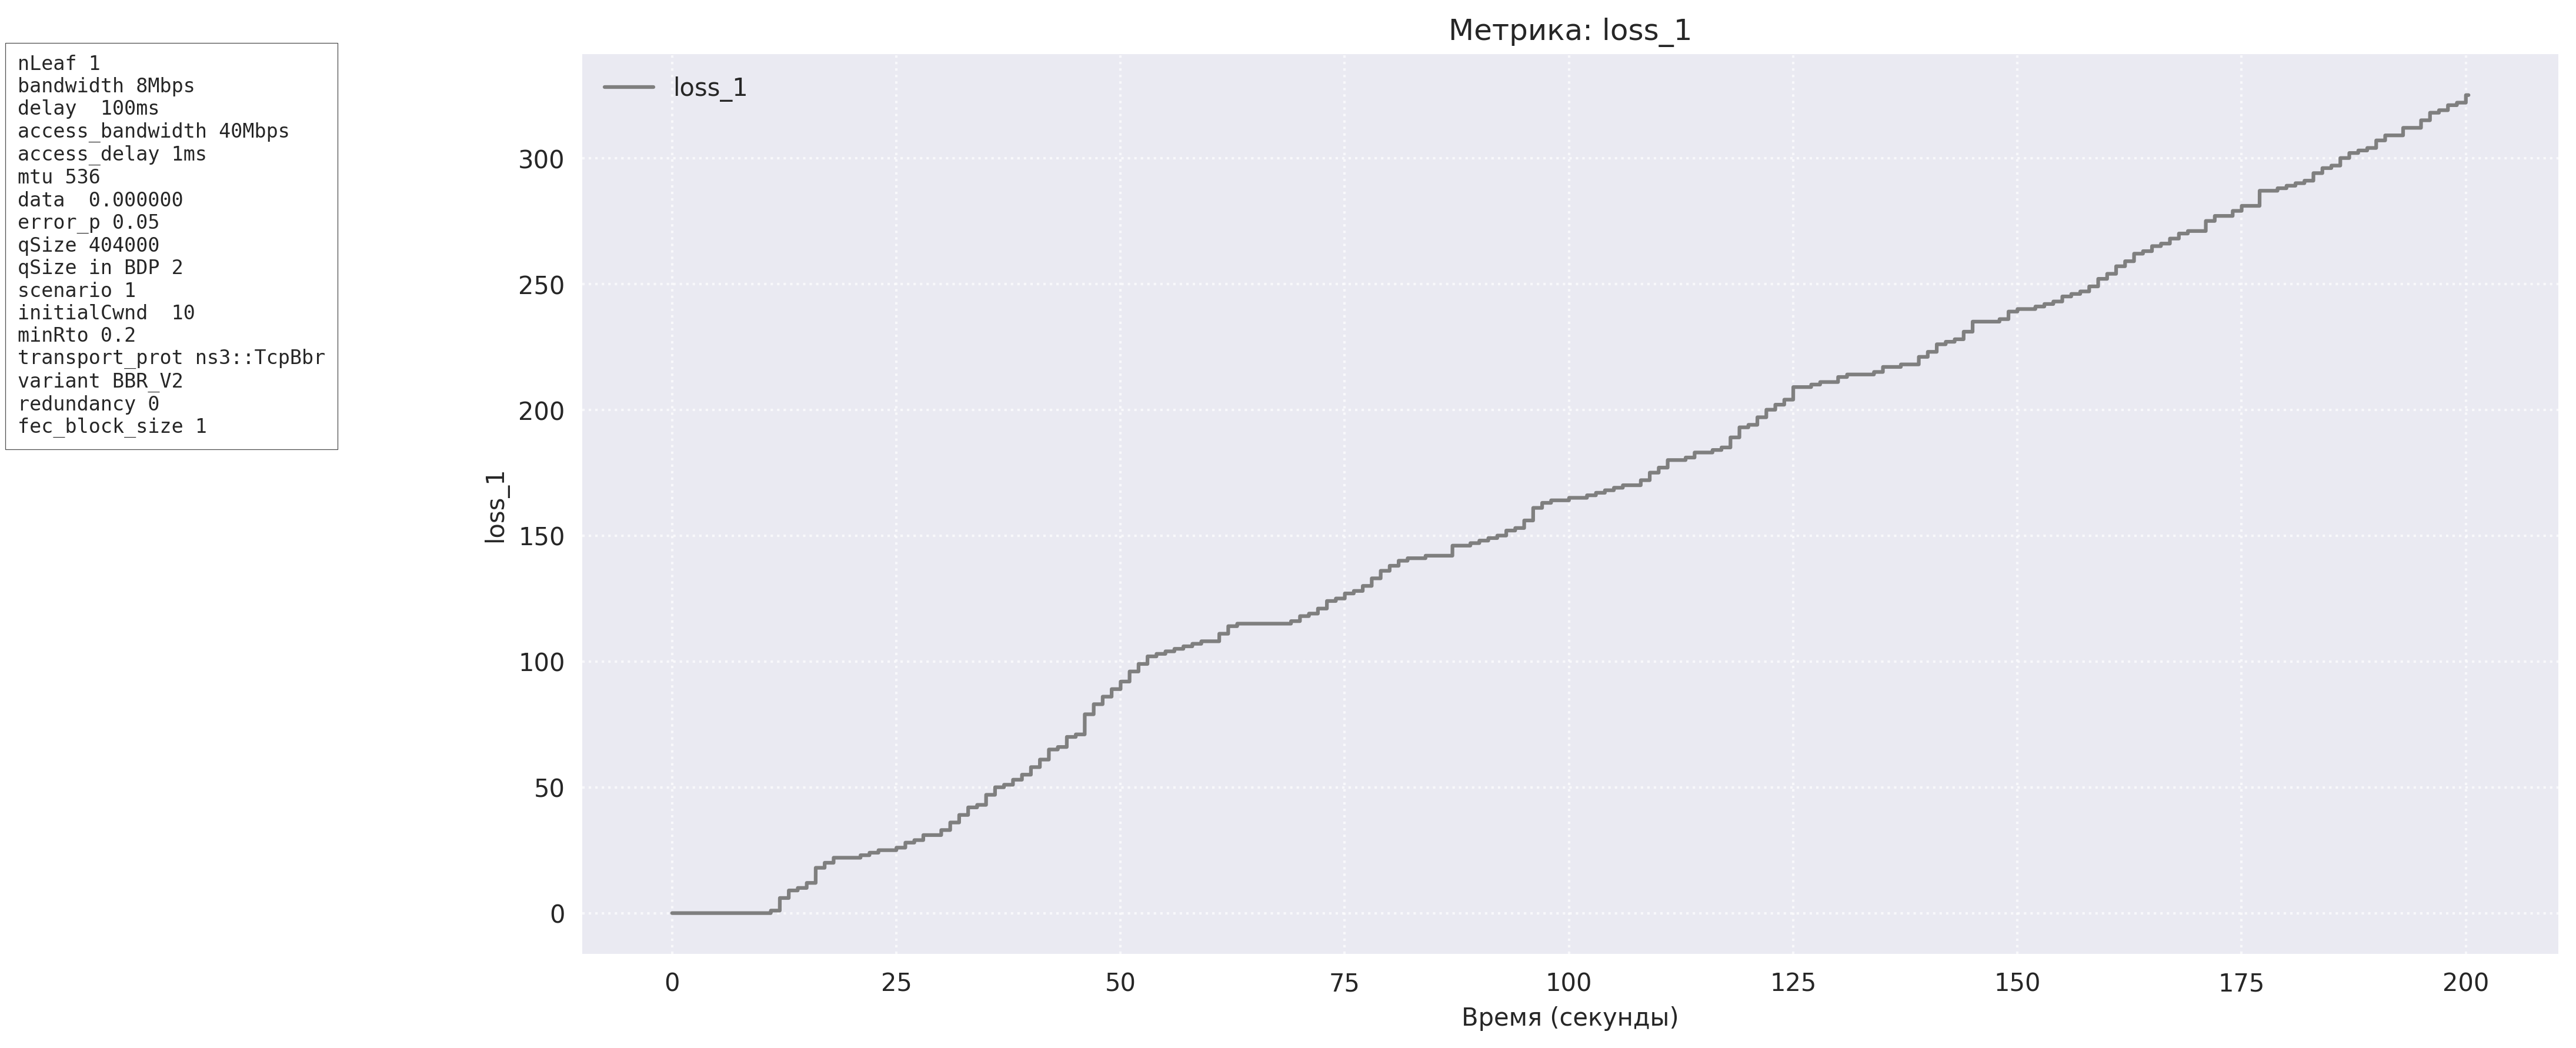 nLeaf 1
bandwidth 8Mbps
delay  100ms
access_bandwidth 40Mbps
access_delay 1ms
mtu 536
data  0.000000
error_p 0.05
qSize 404000
qSize in BDP 2
scenario 1
initialCwnd  10
minRto 0.2
transport_prot ns3::TcpBbr
variant BBR_V2
redundancy 0
fec_block_size 1
Метрика: loss_1
loss_1
loss_1
300
250
200
150
100
50
0
0 25 50 75 100 125 150 175 200
Время (секунды)